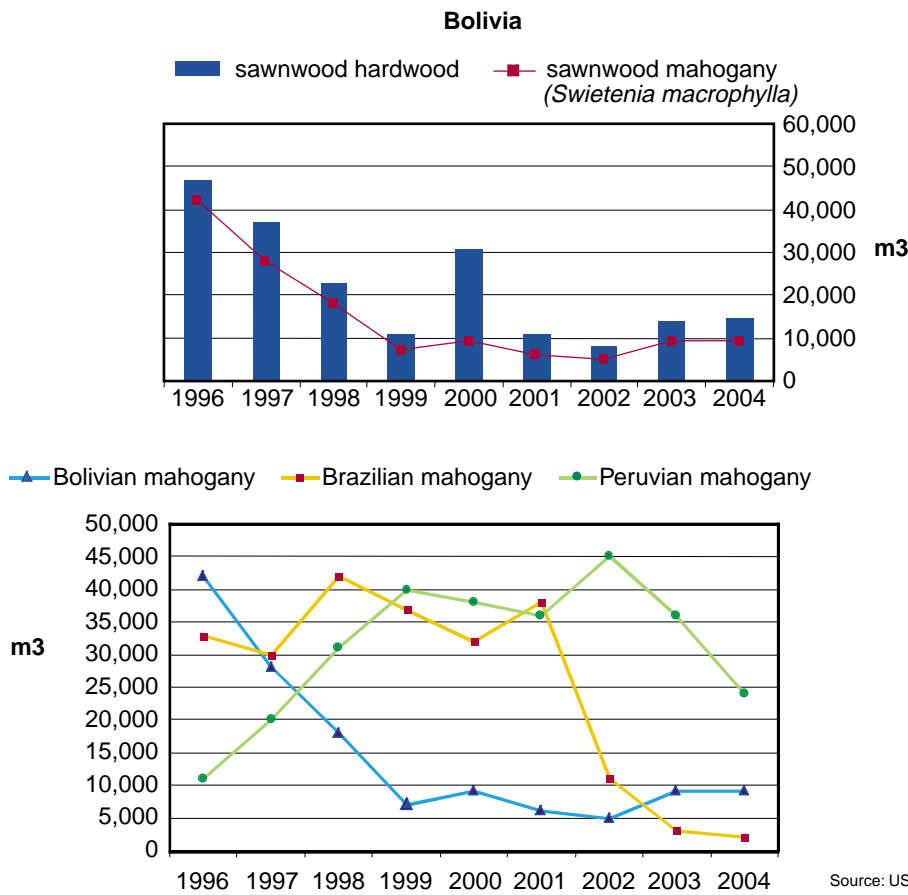 Bolivia
sawnwood hardwood sawnwood mahogany
(Swietenia macrophylla)
60,000
50,000
40,000
30,000
20,000
10,000
0
m3
1996 1997 1998 1999 2000 2001 2002 2003 2004
Bolivian mahogany Brazilian mahogany Peruvian mahogany
50,000
45,000
40,000
35,000
30,000
25,000
20,000
15,000
10,000
5,000
0
m3
1996 1997 1998 1999 2000 2001 2002 2003 2004
Source: US